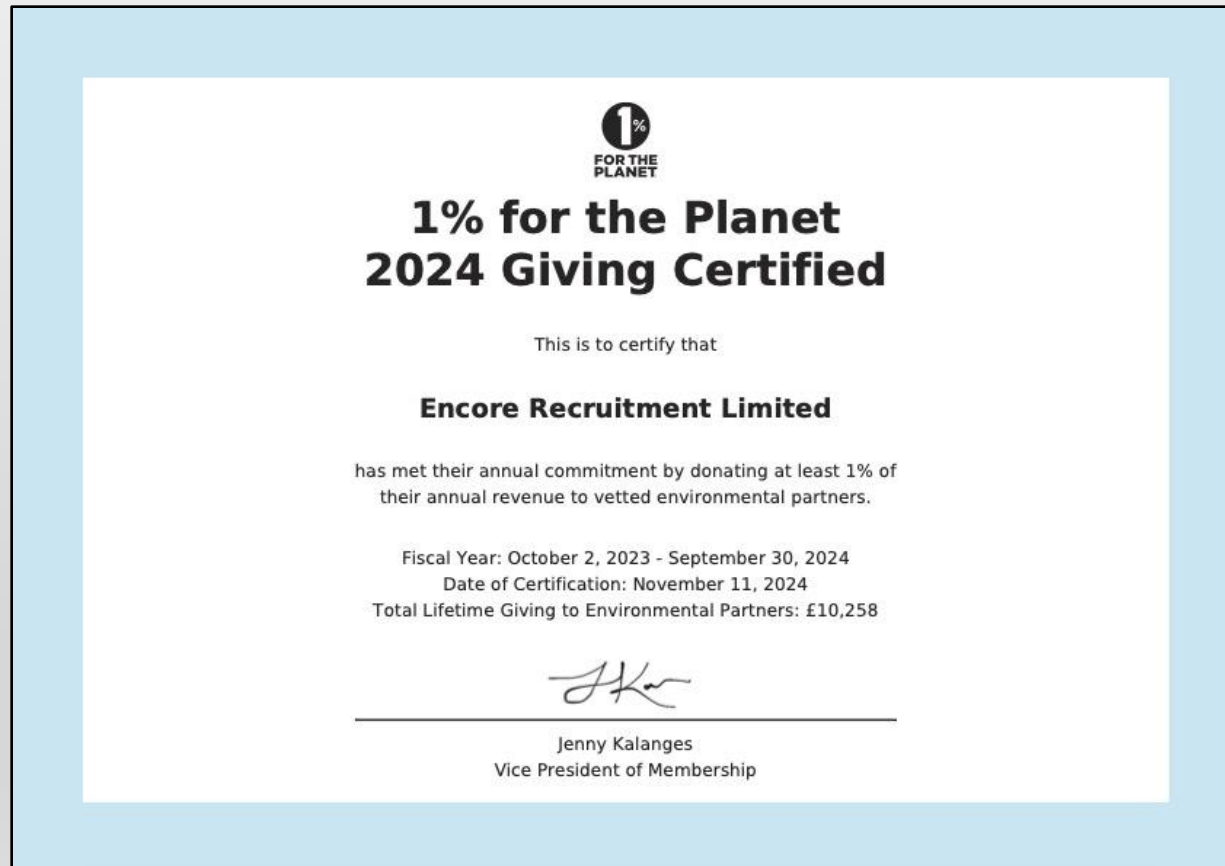 1%
FOR THE
PLANET
1% for the Planet
2024 Giving Certified
This is to certify that
Encore Recruitment Limited
has met their annual commitment by donating at least 1% of
their annual revenue to vetted environmental partners.
Fiscal Year: October 2, 2023 - September 30, 2024
Date of Certification: November 11, 2024
Total Lifetime Giving to Environmental Partners: £10,258
Jenny Kalanges
Vice President of Membership